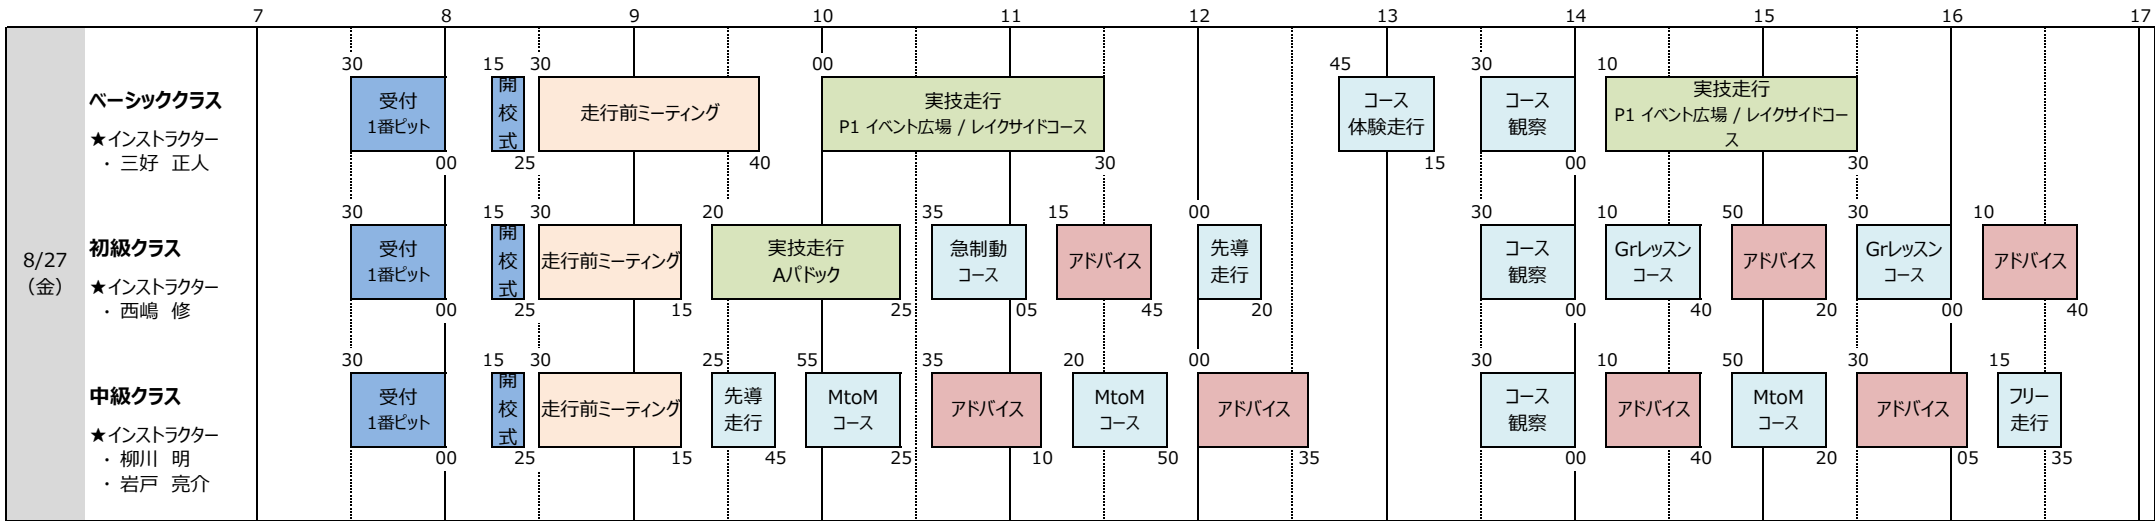 7 8 9 10 11 12 13 14 15 16 17
8/27
（金）
ベーシッククラス
★インストラクター
・ 三好 正人
30 15 30 00 45 30 10
受付
1番ピット
開
校
式
走行前ミーティング
実技走行
P1 イベント広場 / レイクサイドコース
コース
体験走行
コース
観察
実技走行
P1 イベント広場 / レイクサイドコー
ス
00 25 40 30 15 00 30
初級クラス
★インストラクター
・ 西嶋 修
30 15 30 20 35 15 00 30 10 50 30 10
受付
1番ピット
開
校
式
走行前ミーティング
実技走行
Aパドック
急制動
コース
アドバイス
先導
走行
コース
観察
Grレッスン
コース
アドバイス
Grレッスン
コース
アドバイス
00 25 15 25 05 45 20 00 40 20 00 40
中級クラス
★インストラクター
・ 柳川 明
・ 岩戸 亮介
30 15 30 25 55 35 20 00 30 10 50 30 15
受付
1番ピット
開
校
式
走行前ミーティング
先導
走行
MtoM
コース
アドバイス
MtoM
コース
アドバイス
コース
観察
アドバイス
MtoM
コース
アドバイス
フリー
走行
00 25 15 45 25 10 50 35 00 40 20 05 35